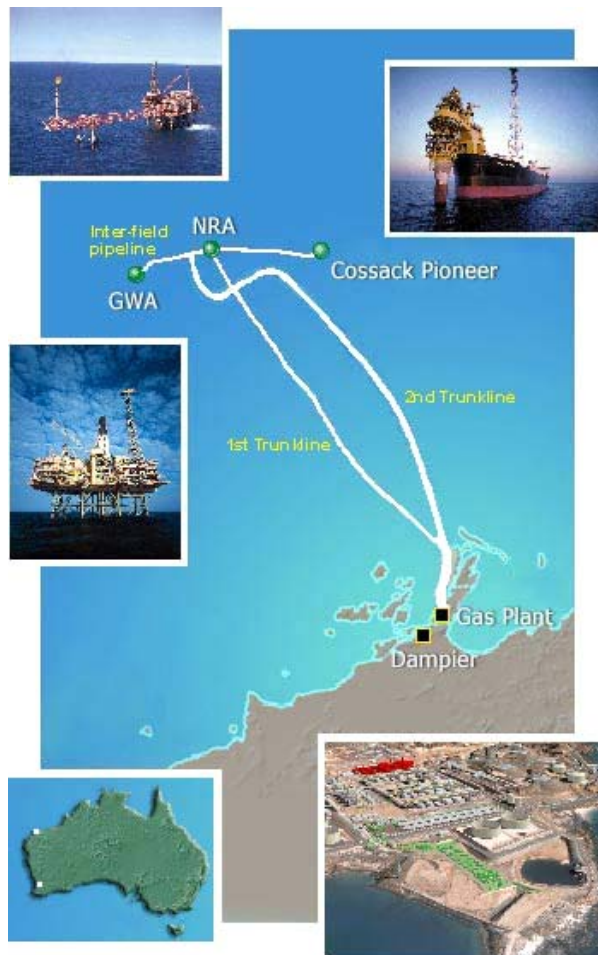 Inter-field
pipeline
NRA
GWA
Cossack Pioneer
2nd Trunkline
1st Trunkline
Gas Plant
Dampier